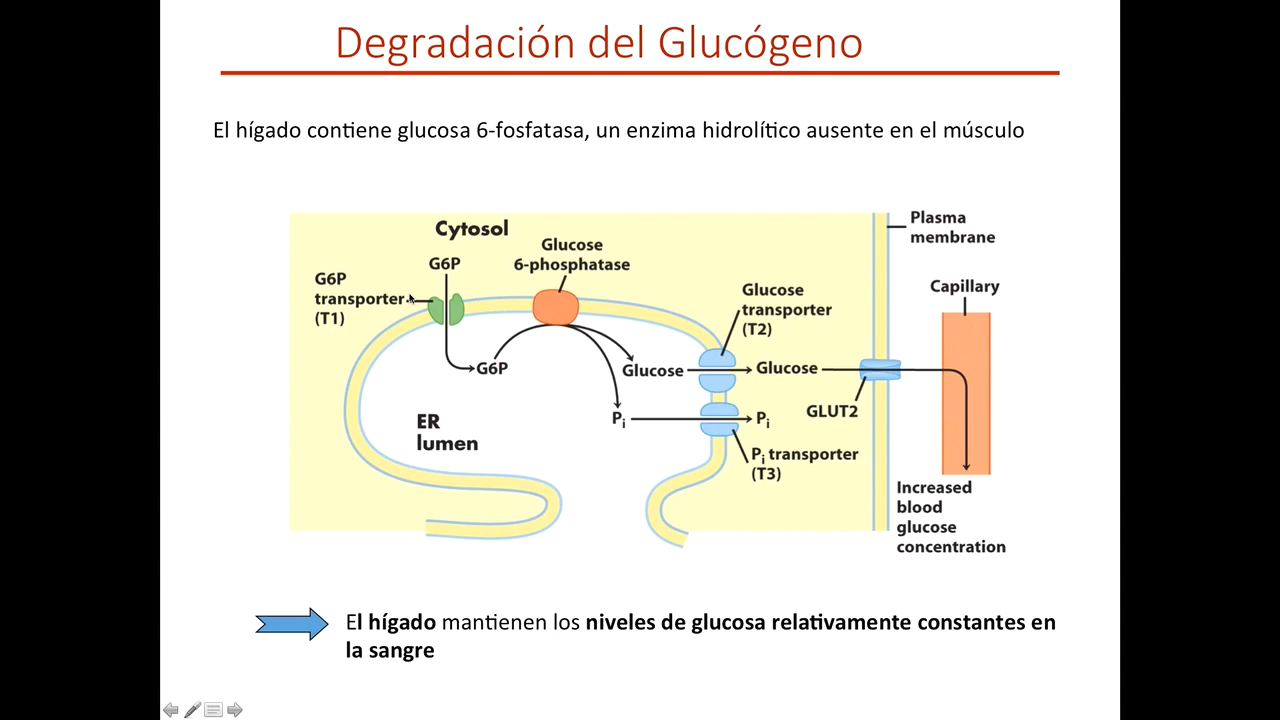 Degradación del Glucógeno
El hígado contiene glucosa 6-fosfatasa, un enzima hidrolítico ausente en el músculo
Cytosol
G6P
Glucose
6-phosphatase
G6P
transporter
(T1)
Glucose
transporter
(T2)
Plasma
membrane
Capillary
G6P
Glucose
Glucose
GLUT2
ER
lumen
Pi
Pi
Pi transporter
(T3)
Increased
blood
glucose
concentration
El hígado mantienen los niveles de glucosa relativamente constantes en
la sangre